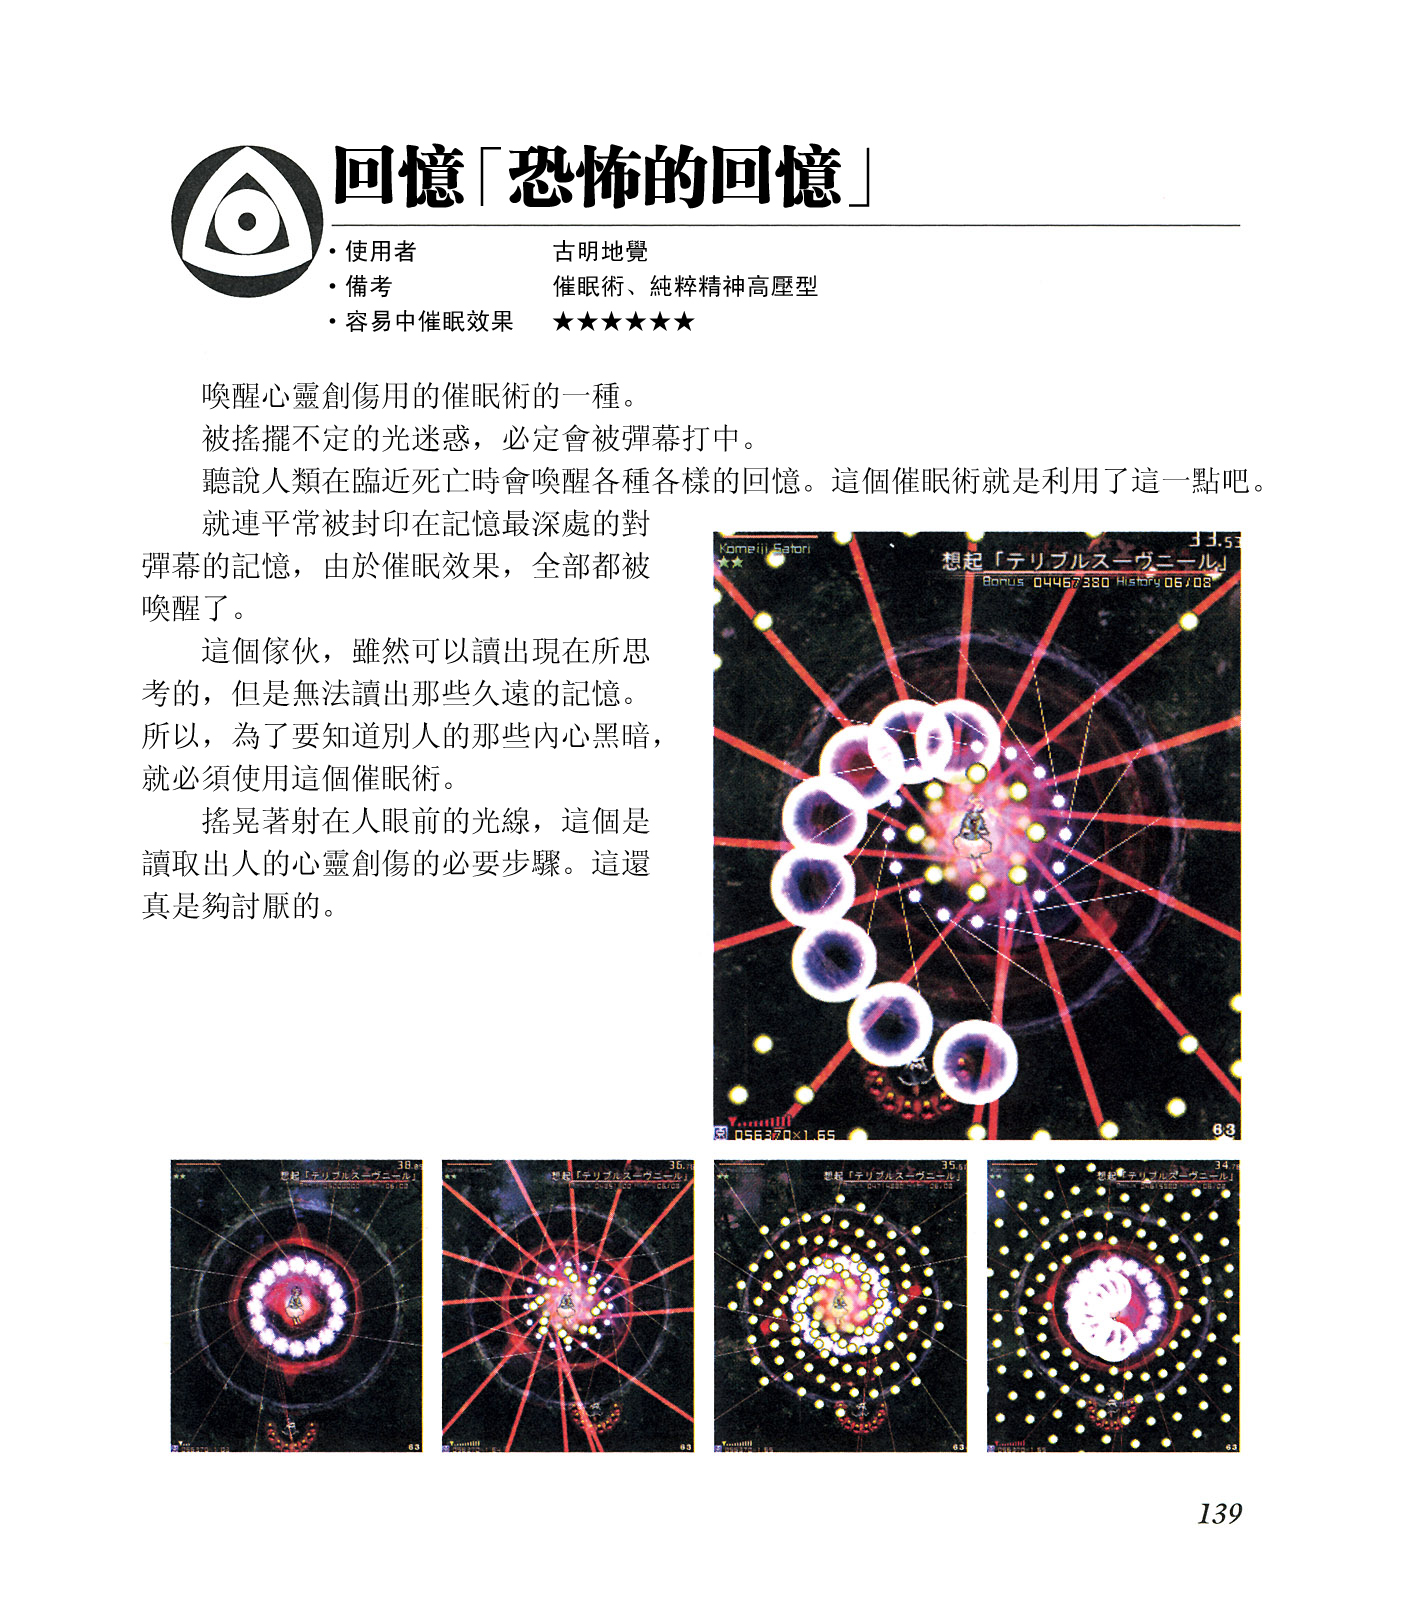 回憶「恐怖的回憶」
・使用者 古明地覺
・備考 催眠術、純粹精神高壓型
・容易中催眠效果 ★★★★★★
喚醒心靈創傷用的催眠術的一種。
被搖擺不定的光迷惑，必定會被彈幕打中。
聽說人類在臨近死亡時會喚醒各種各樣的回憶。這個催眠術就是利用了這一點吧。
就連平常被封印在記憶最深處的對
彈幕的記憶，由於催眠效果，全部都被
喚醒了。
這個傢伙，雖然可以讀出現在所思
考的，但是無法讀出那些久遠的記憶。
所以，為了要知道別人的那些內心黑暗，
就必須使用這個催眠術。
搖晃著射在人眼前的光線，這個是
讀取出人的心靈創傷的必要步驟。這還
真是夠討厭的。
33.53
Komeiji Satori
★★
想起「テリブルスーヴニール」
Bonus 04467380 History 06/08
056370×1.65
63
38.
想起「テリブルスーヴニール」
63
36.
想起「テリブルスーヴニール」
63
35.
想起「テリブルスーヴニール」
63
34.
想起「テリブルスーヴニール」
63
139